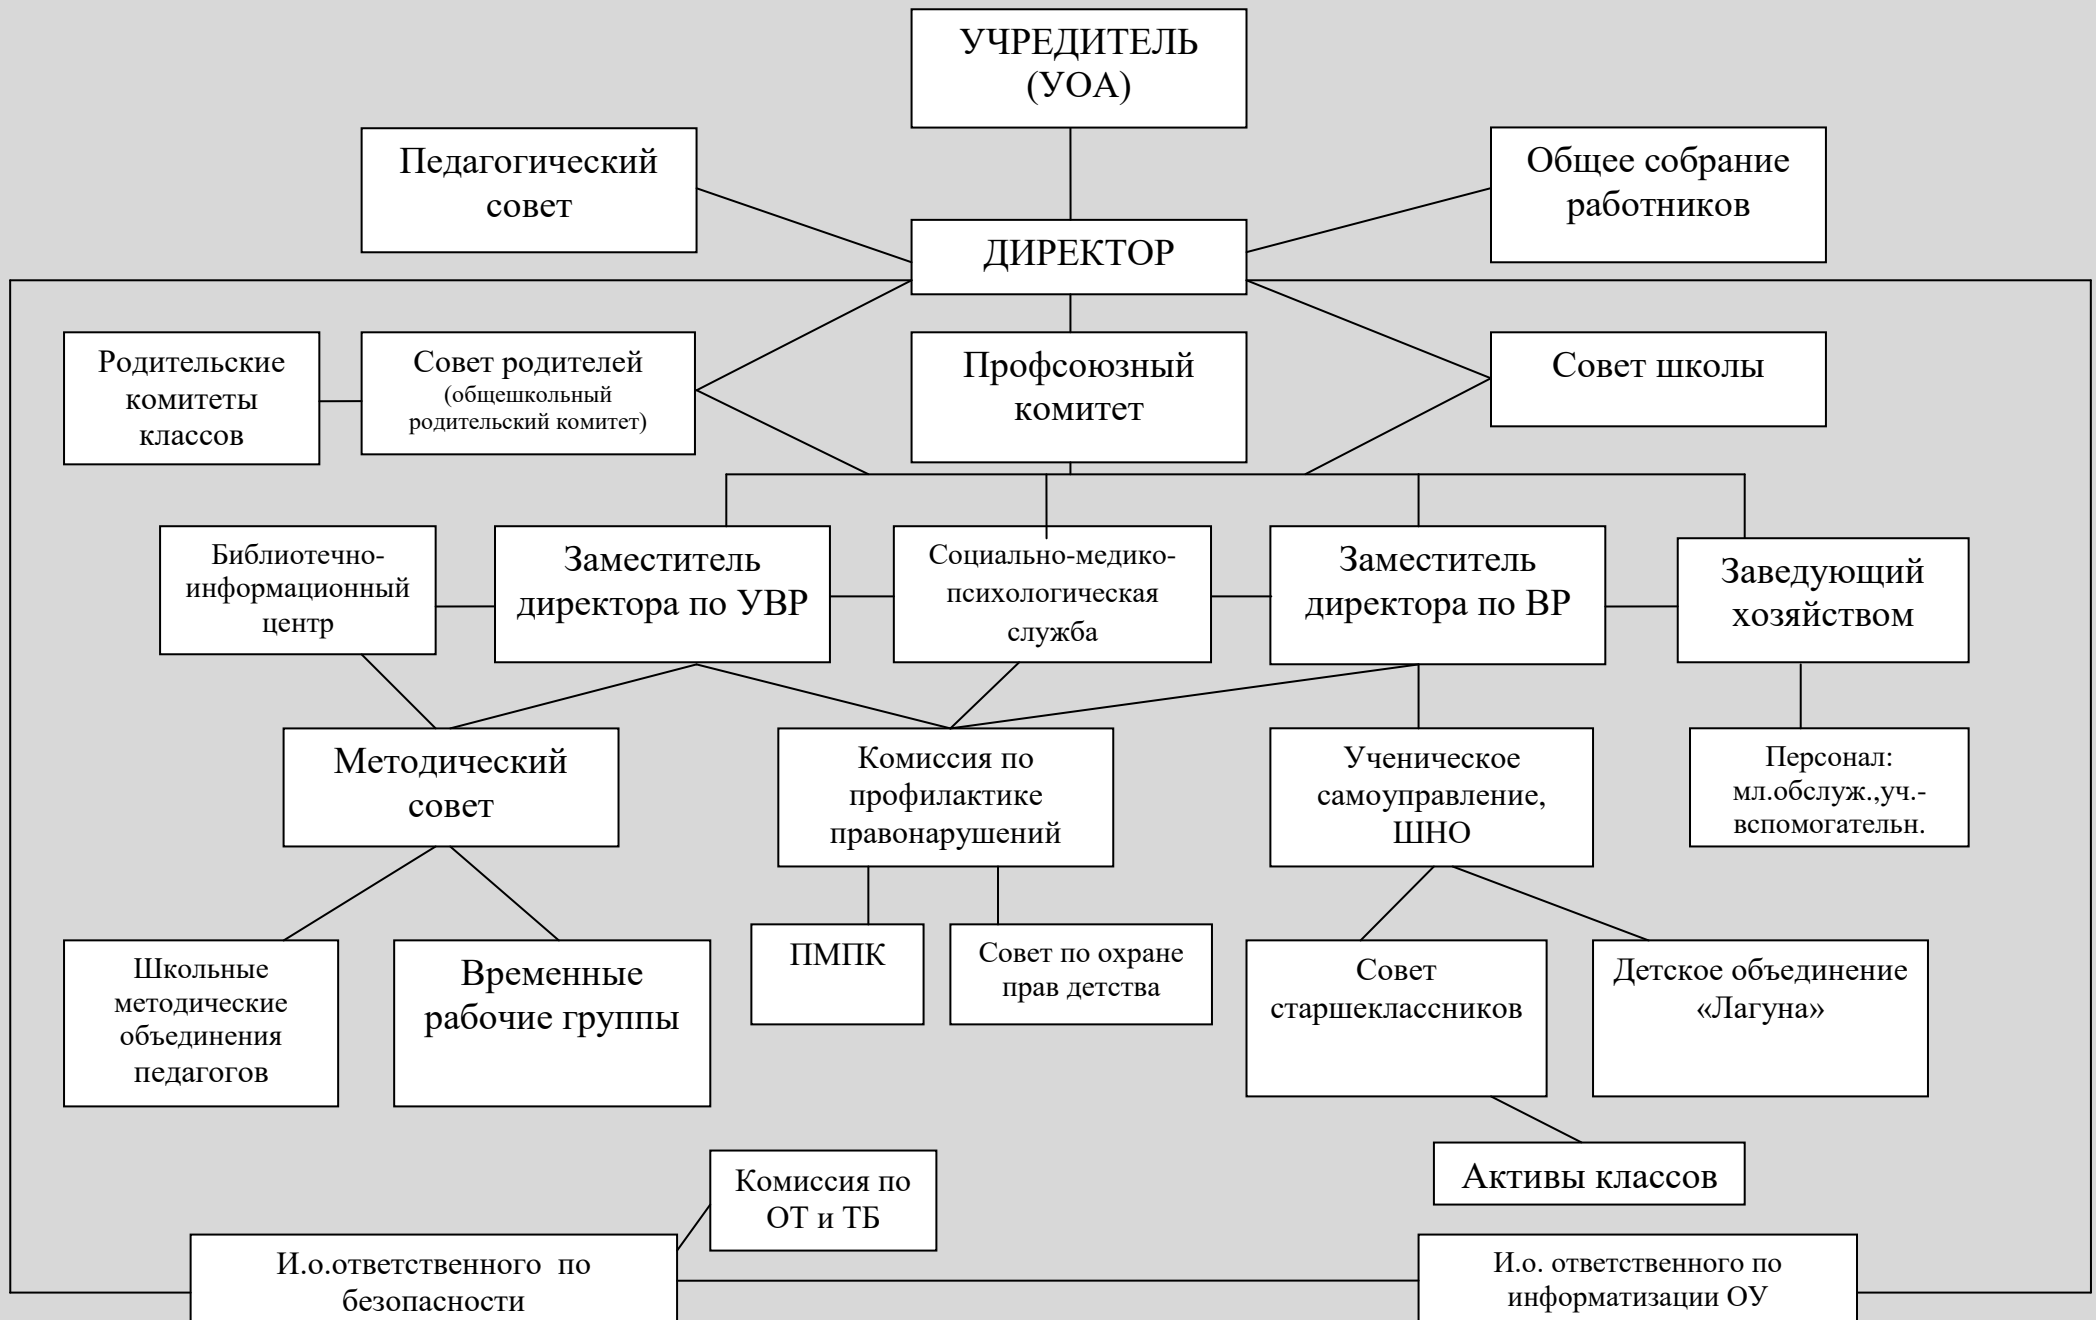 УЧРЕДИТЕЛЬ
(УОА)
Педагогический
совет
Общее собрание
работников
ДИРЕКТОР
Родительские
комитеты
классов
Совет родителей
(общешкольный
родительский комитет)
Профсоюзный
комитет
Совет школы
Библиотечно-
информационный
центр
Заместитель
директора по УВР
Социально-медико-
психологическая
служба
Заместитель
директора по ВР
Заведующий
хозяйством
Методический
совет
Комиссия по
профилактике
правонарушений
Ученическое
самоуправление,
ШНО
Персонал:
мл.обслуж.,уч.-
вспомогательн.
Школьные
методические
объединения
педагогов
Временные
рабочие группы
ПМПК
Совет по охране
прав детства
Совет
старшеклассников
Детское объединение
«Лагуна»
Активы классов
Комиссия по
ОТ и ТБ
И.о.ответственного по
безопасности
И.о. ответственного по
информатизации ОУ